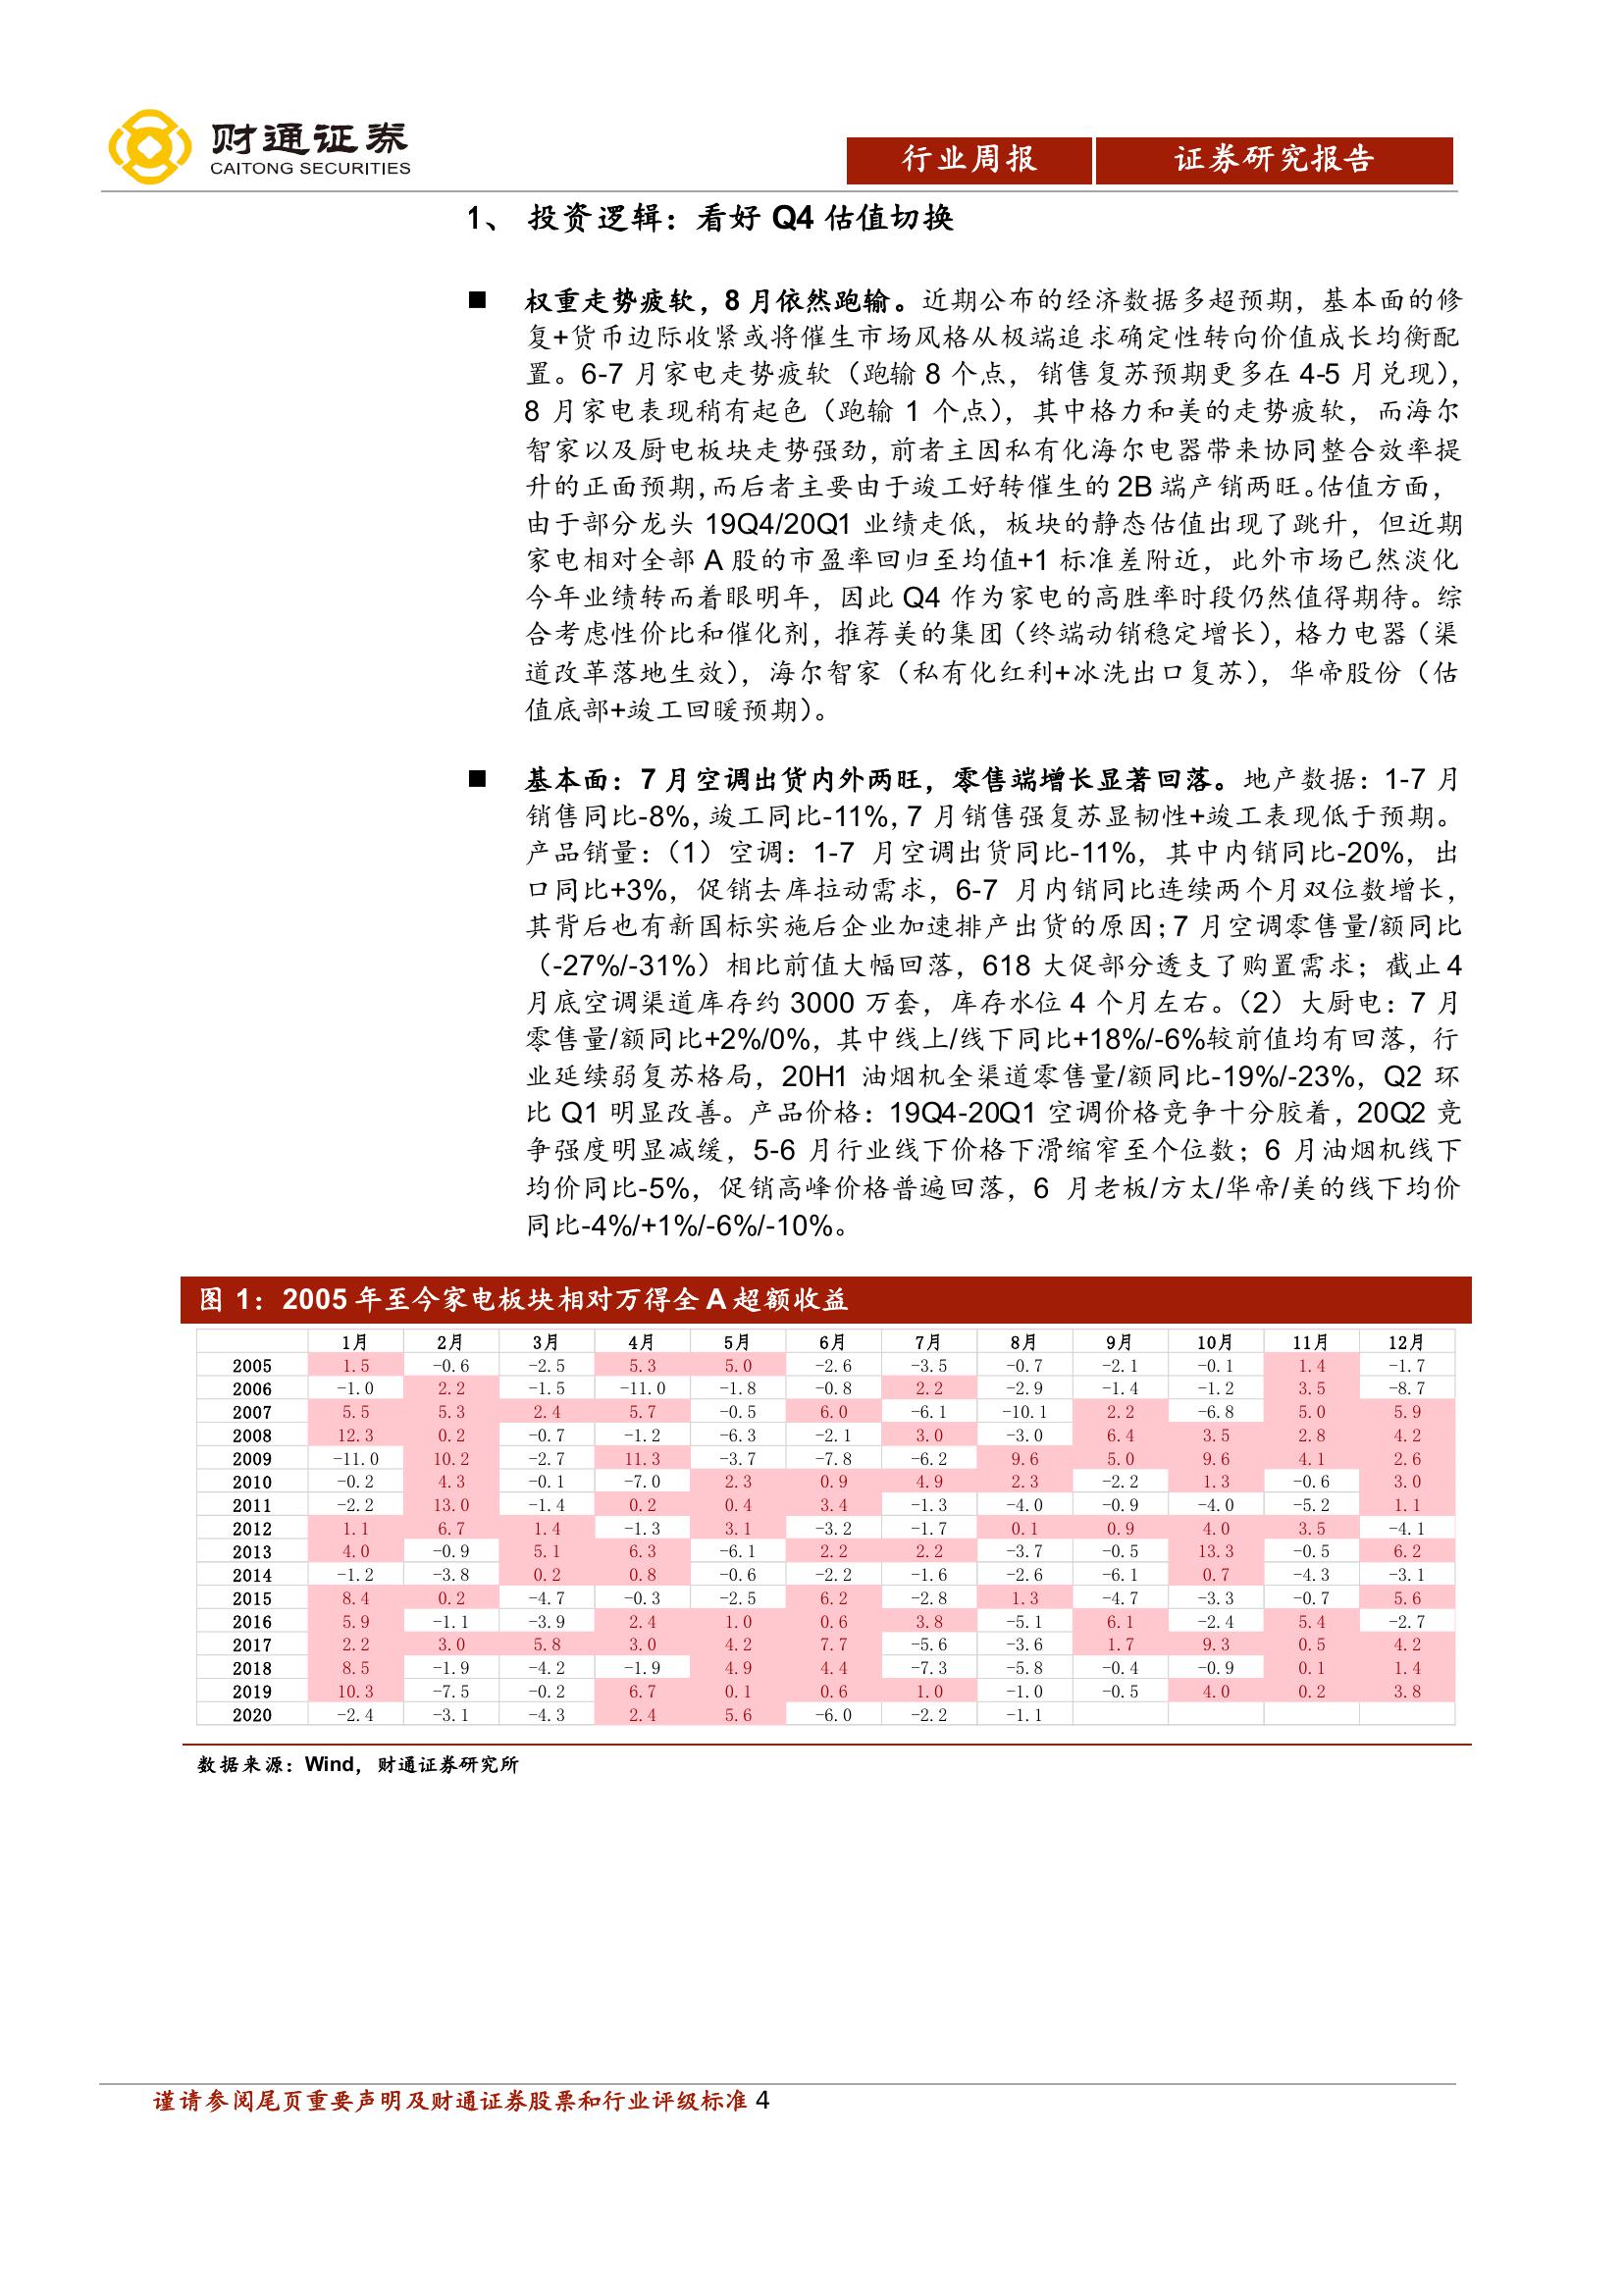 财通证券
CAITONG SECURITIES
行业周报 证券研究报告
1、 投资逻辑：看好 Q4 估值切换
■ 权重走势疲软，8 月依然跑输。近期公布的经济数据多超预期，基本面的修
复+货币边际收紧或将催生市场风格从极端追求确定性转向价值成长均衡配
置。6-7 月家电走势疲软（跑输 8 个点，销售复苏预期更多在 4-5 月兑现），
8 月家电表现稍有起色（跑输 1 个点），其中格力和美的走势疲软，而海尔
智家以及厨电板块走势强劲，前者主因私有化海尔电器带来协同整合效率提
升的正面预期，而后者主要由于竣工好转催生的 2B 端产销两旺。估值方面，
由于部分龙头 19Q4/20Q1 业绩走低，板块的静态估值出现了跳升，但近期
家电相对全部 A 股的市盈率回归至均值+1 标准差附近，此外市场已然淡化
今年业绩转而着眼明年，因此 Q4 作为家电的高胜率时段仍然值得期待。综
合考虑性价比和催化剂，推荐美的集团（终端动销稳定增长），格力电器（渠
道改革落地生效），海尔智家（私有化红利+冰洗出口复苏），华帝股份（估
值底部+竣工回暖预期）。
■ 基本面：7 月空调出货内外两旺，零售端增长显著回落。地产数据：1-7 月
销售同比-8%，竣工同比-11%，7 月销售强复苏显韧性+竣工表现低于预期。
产品销量：（1）空调：1-7 月空调出货同比-11%，其中内销同比-20%，出
口同比+3%，促销去库拉动需求，6-7 月内销同比连续两个月双位数增长，
其背后也有新国标实施后企业加速排产出货的原因；7 月空调零售量/额同比
（-27%/-31%）相比前值大幅回落，618 大促部分透支了购置需求；截止 4
月底空调渠道库存约 3000 万套，库存水位 4 个月左右。（2）大厨电：7 月
零售量/额同比+2%/0%，其中线上/线下同比+18%/-6%较前值均有回落，行
业延续弱复苏格局，20H1 油烟机全渠道零售量/额同比-19%/-23%，Q2 环
比 Q1 明显改善。产品价格：19Q4-20Q1 空调价格竞争十分胶着，20Q2 竞
争强度明显减缓，5-6 月行业线下价格下滑缩窄至个位数；6 月油烟机线下
均价同比-5%，促销高峰价格普遍回落，6 月老板/方太/华帝/美的线下均价
同比-4%/+1%/-6%/-10%。
图 1：2005 年至今家电板块相对万得全 A 超额收益
1月 2月 3月 4月 5月 6月 7月 8月 9月 10月 11月 12月
2005 1.5 -0.6 -2.5 5.3 5.0 -2.6 -3.5 -0.7 -2.1 -0.1 1.4 -1.7
2006 -1.0 2.2 -1.5 -11.0 -1.8 -0.8 2.2 -2.9 -1.4 -1.2 3.5 -8.7
2007 5.5 5.3 2.4 5.7 -0.5 6.0 -6.1 -10.1 2.2 -6.8 5.0 5.9
2008 12.3 0.2 -0.7 -1.2 -6.3 -2.1 3.0 -3.0 6.4 3.5 2.8 4.2
2009 -11.0 10.2 -2.7 11.3 -3.7 -7.8 -6.2 9.6 5.0 9.6 4.1 2.6
2010 -0.2 4.3 -0.1 -7.0 2.3 0.9 4.9 2.3 -2.2 1.3 -0.6 3.0
2011 -2.2 13.0 -1.4 0.2 0.4 3.4 -1.3 -4.0 -0.9 -4.0 -5.2 1.1
2012 1.1 6.7 1.4 -1.3 3.1 -3.2 -1.7 0.1 0.9 4.0 3.5 -4.1
2013 4.0 -0.9 5.1 6.3 -6.1 2.2 2.2 -3.7 -0.5 13.3 -0.5 6.2
2014 -1.2 -3.8 0.2 0.8 -0.6 -2.2 -1.6 -2.6 -6.1 0.7 -4.3 -3.1
2015 8.4 0.2 -4.7 -0.3 -2.5 6.2 -2.8 1.3 -4.7 -3.3 -0.7 5.6
2016 5.9 -1.1 -3.9 2.4 1.0 0.6 3.8 -5.1 6.1 -2.4 5.4 -2.7
2017 2.2 3.0 5.8 3.0 4.2 7.7 -5.6 -3.6 1.7 9.3 0.5 4.2
2018 8.5 -1.9 -4.2 -1.9 4.9 4.4 -7.3 -5.8 -0.4 -0.9 0.1 1.4
2019 10.3 -7.5 -0.2 6.7 0.1 0.6 1.0 -1.0 -0.5 4.0 0.2 3.8
2020 -2.4 -3.1 -4.3 2.4 5.6 -6.0 -2.2 -1.1
数据来源：Wind，财通证券研究所
谨请参阅尾页重要声明及财通证券股票和行业评级标准 4